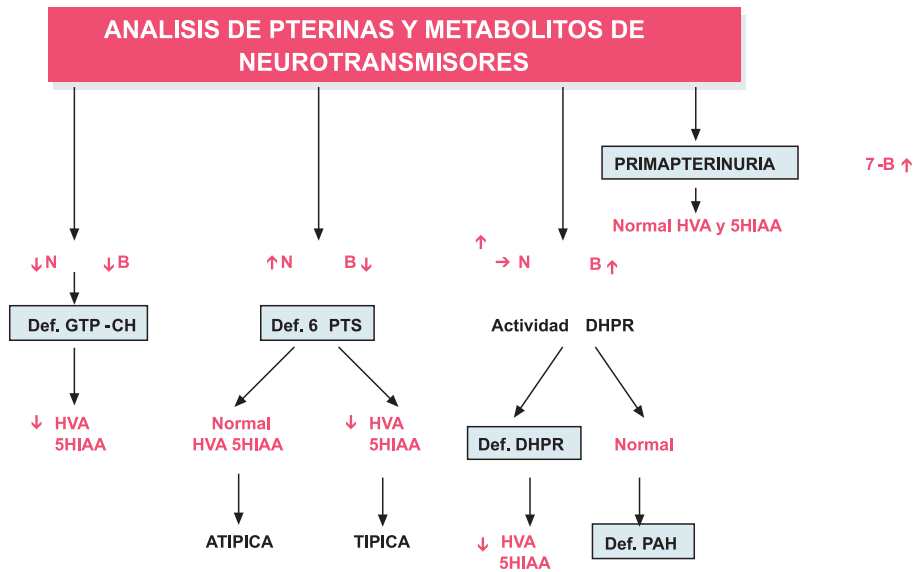 ANALISIS DE PTERINAS Y METABOLITOS DE
NEUROTRANSMISORES
PRIMAPTERINURIA
7-B ↑
Normal HVA y 5HIAA
↓ N ↓ B
Def. GTP -CH
↓ HVA
5HIAA
↑ N B ↓
Def. 6 PTS
Normal
HVA 5HIAA
ATIPICA
↓ HVA
5HIAA
TIPICA
↑
→ N B ↑
Actividad DHPR
Def. DHPR
↓ HVA
5HIAA
Normal
Def. PAH